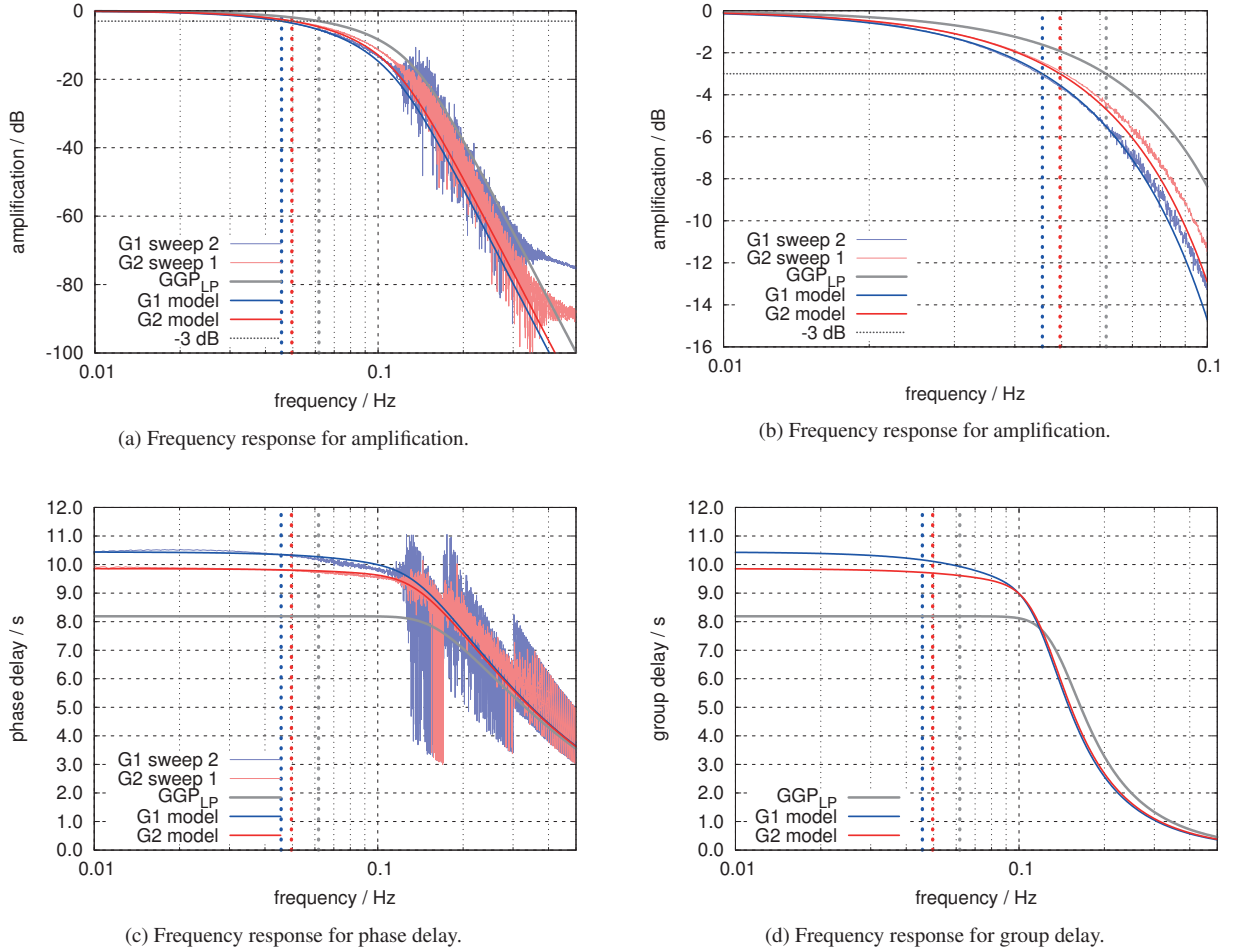 0
-20
-40
-60
-80
-100
amplification / dB
G1 sweep 2
G2 sweep 1
GGP_LP
G1 model
G2 model
-3 dB
0.01
0.1
frequency / Hz
(a) Frequency response for amplification.
0
-2
-4
-6
-8
-10
-12
-14
-16
amplification / dB
G1 sweep 2
G2 sweep 1
GGP_LP
G1 model
G2 model
-3 dB
0.01
0.1
frequency / Hz
(b) Frequency response for amplification.
12.0
11.0
10.0
9.0
8.0
7.0
6.0
5.0
4.0
3.0
2.0
1.0
0.0
phase delay / s
G1 sweep 2
G2 sweep 1
GGP_LP
G1 model
G2 model
0.01
0.1
frequency / Hz
(c) Frequency response for phase delay.
12.0
11.0
10.0
9.0
8.0
7.0
6.0
5.0
4.0
3.0
2.0
1.0
0.0
group delay / s
GGP_LP
G1 model
G2 model
0.01
0.1
frequency / Hz
(d) Frequency response for group delay.